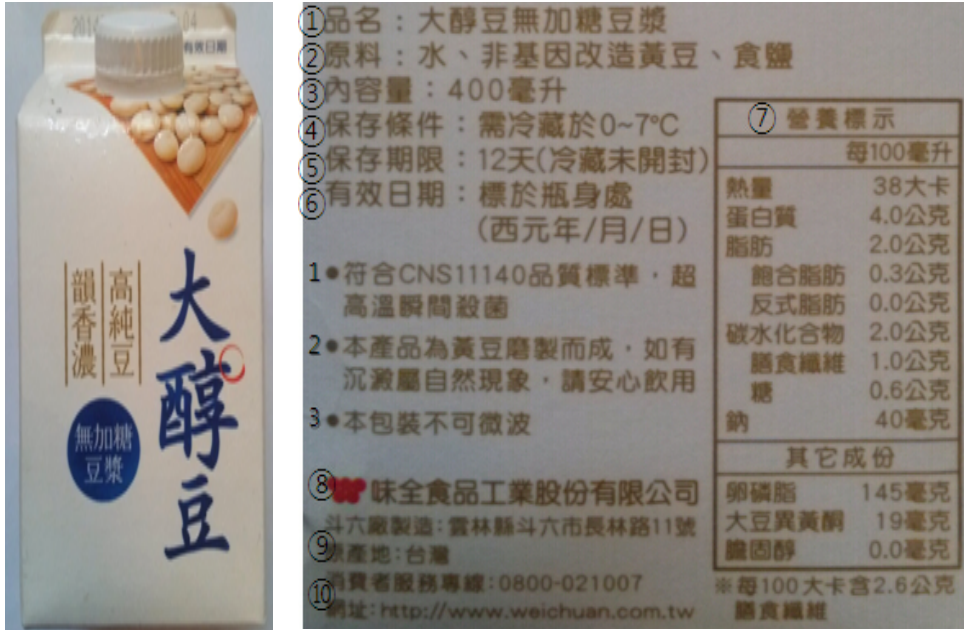 有效日期
大醇豆
高純豆
韻香濃
無加糖
豆漿
①品名：大醇豆無加糖豆漿
②原料：水、非基因改造黃豆、食鹽
③內容量：400毫升
④保存條件：需冷藏於0~7℃
⑤保存期限：12天(冷藏未開封)
⑥有效日期：標於瓶身處
(西元年/月/日)
1●符合CNS11140品質標準，超
高溫瞬間殺菌
2●本產品為黃豆磨製而成，如有
沉澱屬自然現象，請安心飲用
3●本包裝不可微波
⑧味全食品工業股份有限公司
斗六廠製造：雲林縣斗六市長林路11號
⑨原產地：台灣
消費者服務專線：0800-021007
⑩網址：http://www.weichuan.com.tw
⑦營養標示
每100毫升
熱量 38大卡
蛋白質 4.0公克
脂肪 2.0公克
飽合脂肪 0.3公克
反式脂肪 0.0公克
碳水化合物 2.0公克
膳食纖維 1.0公克
糖 0.6公克
鈉 40毫克
其它成份
卵磷脂 145毫克
大豆異黃酮 19毫克
膽固醇 0.0毫克
※每100大卡含2.6公克
膳食纖維